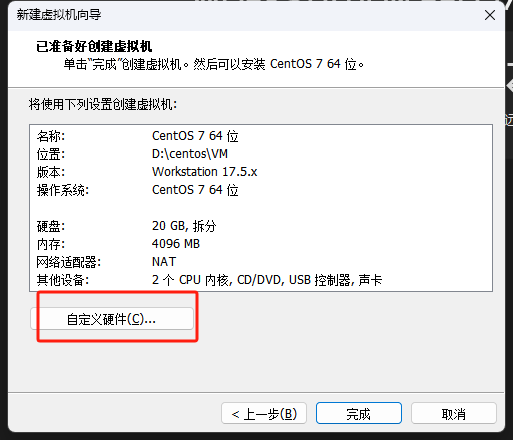 新建虚拟机向导
已准备好创建虚拟机
单击“完成”创建虚拟机。然后可以安装 CentOS 7 64 位。
将使用下列设置创建虚拟机:
名称: CentOS 7 64 位
位置: D:\centos\VM
版本: Workstation 17.5.x
操作系统: CentOS 7 64 位
硬盘: 20 GB, 拆分
内存: 4096 MB
网络适配器: NAT
其他设备: 2 个 CPU 内核, CD/DVD, USB 控制器, 声卡
自定义硬件(C)...
< 上一步(B)
完成
取消